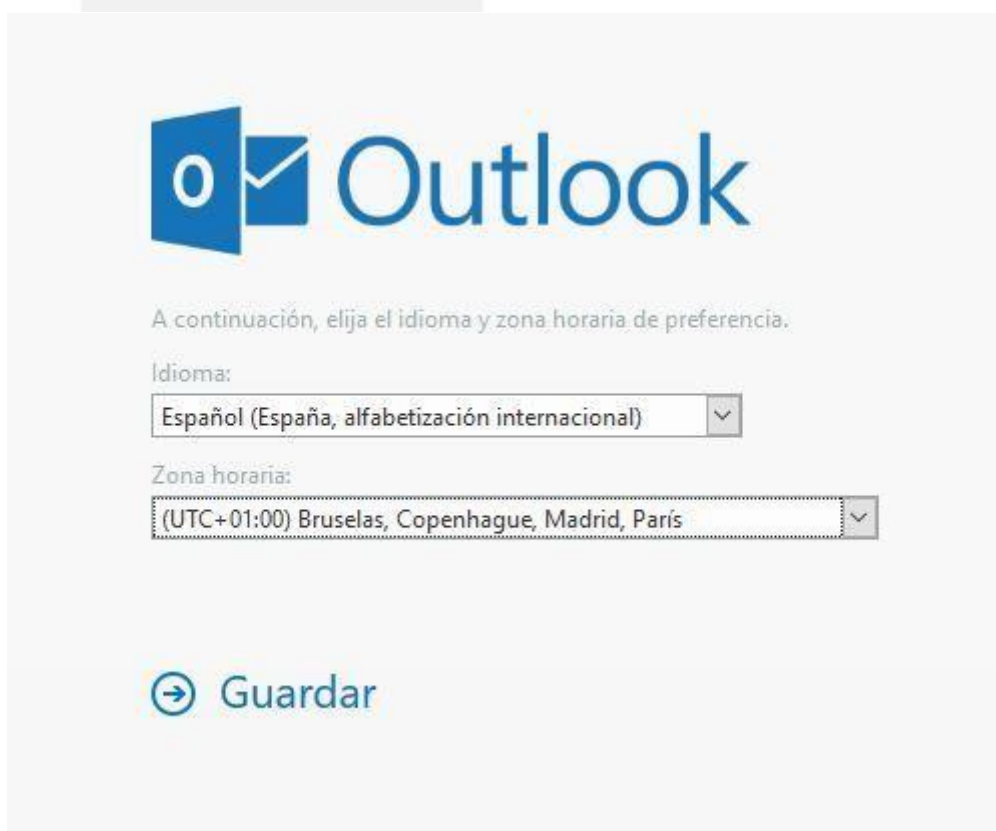 Outlook
A continuación, elija el idioma y zona horaria de preferencia.
Idioma:
Español (España, alfabetización internacional)
Zona horaria:
(UTC+01:00) Bruselas, Copenhague, Madrid, París
Guardar